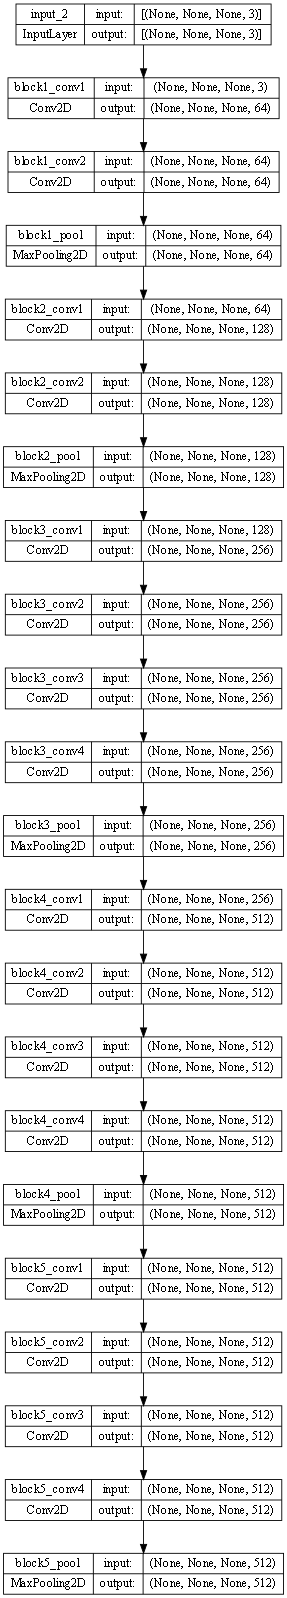 input_2 input: [(None, None, None, 3)]
InputLayer output: [(None, None, None, 3)]
block1_conv1 input: (None, None, None, 3)
Conv2D output: (None, None, None, 64)
block1_conv2 input: (None, None, None, 64)
Conv2D output: (None, None, None, 64)
block1_pool input: (None, None, None, 64)
MaxPooling2D output: (None, None, None, 64)
block2_conv1 input: (None, None, None, 64)
Conv2D output: (None, None, None, 128)
block2_conv2 input: (None, None, None, 128)
Conv2D output: (None, None, None, 128)
block2_pool input: (None, None, None, 128)
MaxPooling2D output: (None, None, None, 128)
block3_conv1 input: (None, None, None, 128)
Conv2D output: (None, None, None, 256)
block3_conv2 input: (None, None, None, 256)
Conv2D output: (None, None, None, 256)
block3_conv3 input: (None, None, None, 256)
Conv2D output: (None, None, None, 256)
block3_conv4 input: (None, None, None, 256)
Conv2D output: (None, None, None, 256)
block3_pool input: (None, None, None, 256)
MaxPooling2D output: (None, None, None, 256)
block4_conv1 input: (None, None, None, 256)
Conv2D output: (None, None, None, 512)
block4_conv2 input: (None, None, None, 512)
Conv2D output: (None, None, None, 512)
block4_conv3 input: (None, None, None, 512)
Conv2D output: (None, None, None, 512)
block4_conv4 input: (None, None, None, 512)
Conv2D output: (None, None, None, 512)
block4_pool input: (None, None, None, 512)
MaxPooling2D output: (None, None, None, 512)
block5_conv1 input: (None, None, None, 512)
Conv2D output: (None, None, None, 512)
block5_conv2 input: (None, None, None, 512)
Conv2D output: (None, None, None, 512)
block5_conv3 input: (None, None, None, 512)
Conv2D output: (None, None, None, 512)
block5_conv4 input: (None, None, None, 512)
Conv2D output: (None, None, None, 512)
block5_pool input: (None, None, None, 512)
MaxPooling2D output: (None, None, None, 512)